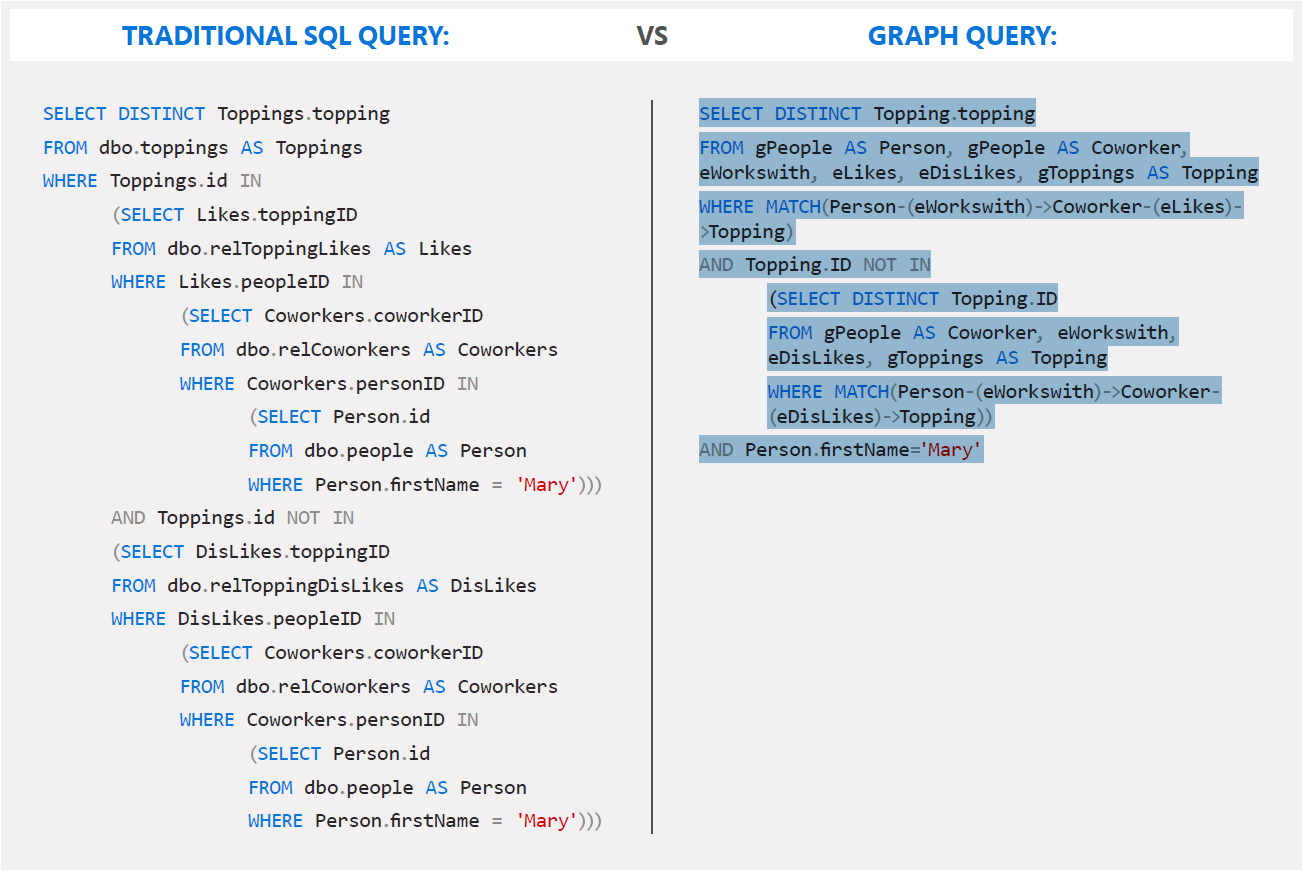 TRADITIONAL SQL QUERY:
VS
GRAPH QUERY:
SELECT DISTINCT Toppings.topping
FROM dbo.toppings AS Toppings
WHERE Toppings.id IN
(SELECT Likes.toppingID
FROM dbo.relToppingLikes AS Likes
WHERE Likes.peopleID IN
(SELECT Coworkers.coworkerID
FROM dbo.relCoworkers AS Coworkers
WHERE Coworkers.personID IN
(SELECT Person.id
FROM dbo.people AS Person
WHERE Person.firstName = 'Mary')))
AND Toppings.id NOT IN
(SELECT DisLikes.toppingID
FROM dbo.relToppingDisLikes AS DisLikes
WHERE DisLikes.peopleID IN
(SELECT Coworkers.coworkerID
FROM dbo.relCoworkers AS Coworkers
WHERE Coworkers.personID IN
(SELECT Person.id
FROM dbo.people AS Person
WHERE Person.firstName = 'Mary')))
SELECT DISTINCT Topping.topping
FROM gPeople AS Person, gPeople AS Coworker,
eWorkswith, eLikes, eDisLikes, gToppings AS Topping
WHERE MATCH(Person-(eWorkswith)->Coworker-(eLikes)-
>Topping)
AND Topping.ID NOT IN
(SELECT DISTINCT Topping.ID
FROM gPeople AS Coworker, eWorkswith,
eDisLikes, gToppings AS Topping
WHERE MATCH(Person-(eWorkswith)->Coworker-
(eDisLikes)->Topping))
AND Person.firstName='Mary'